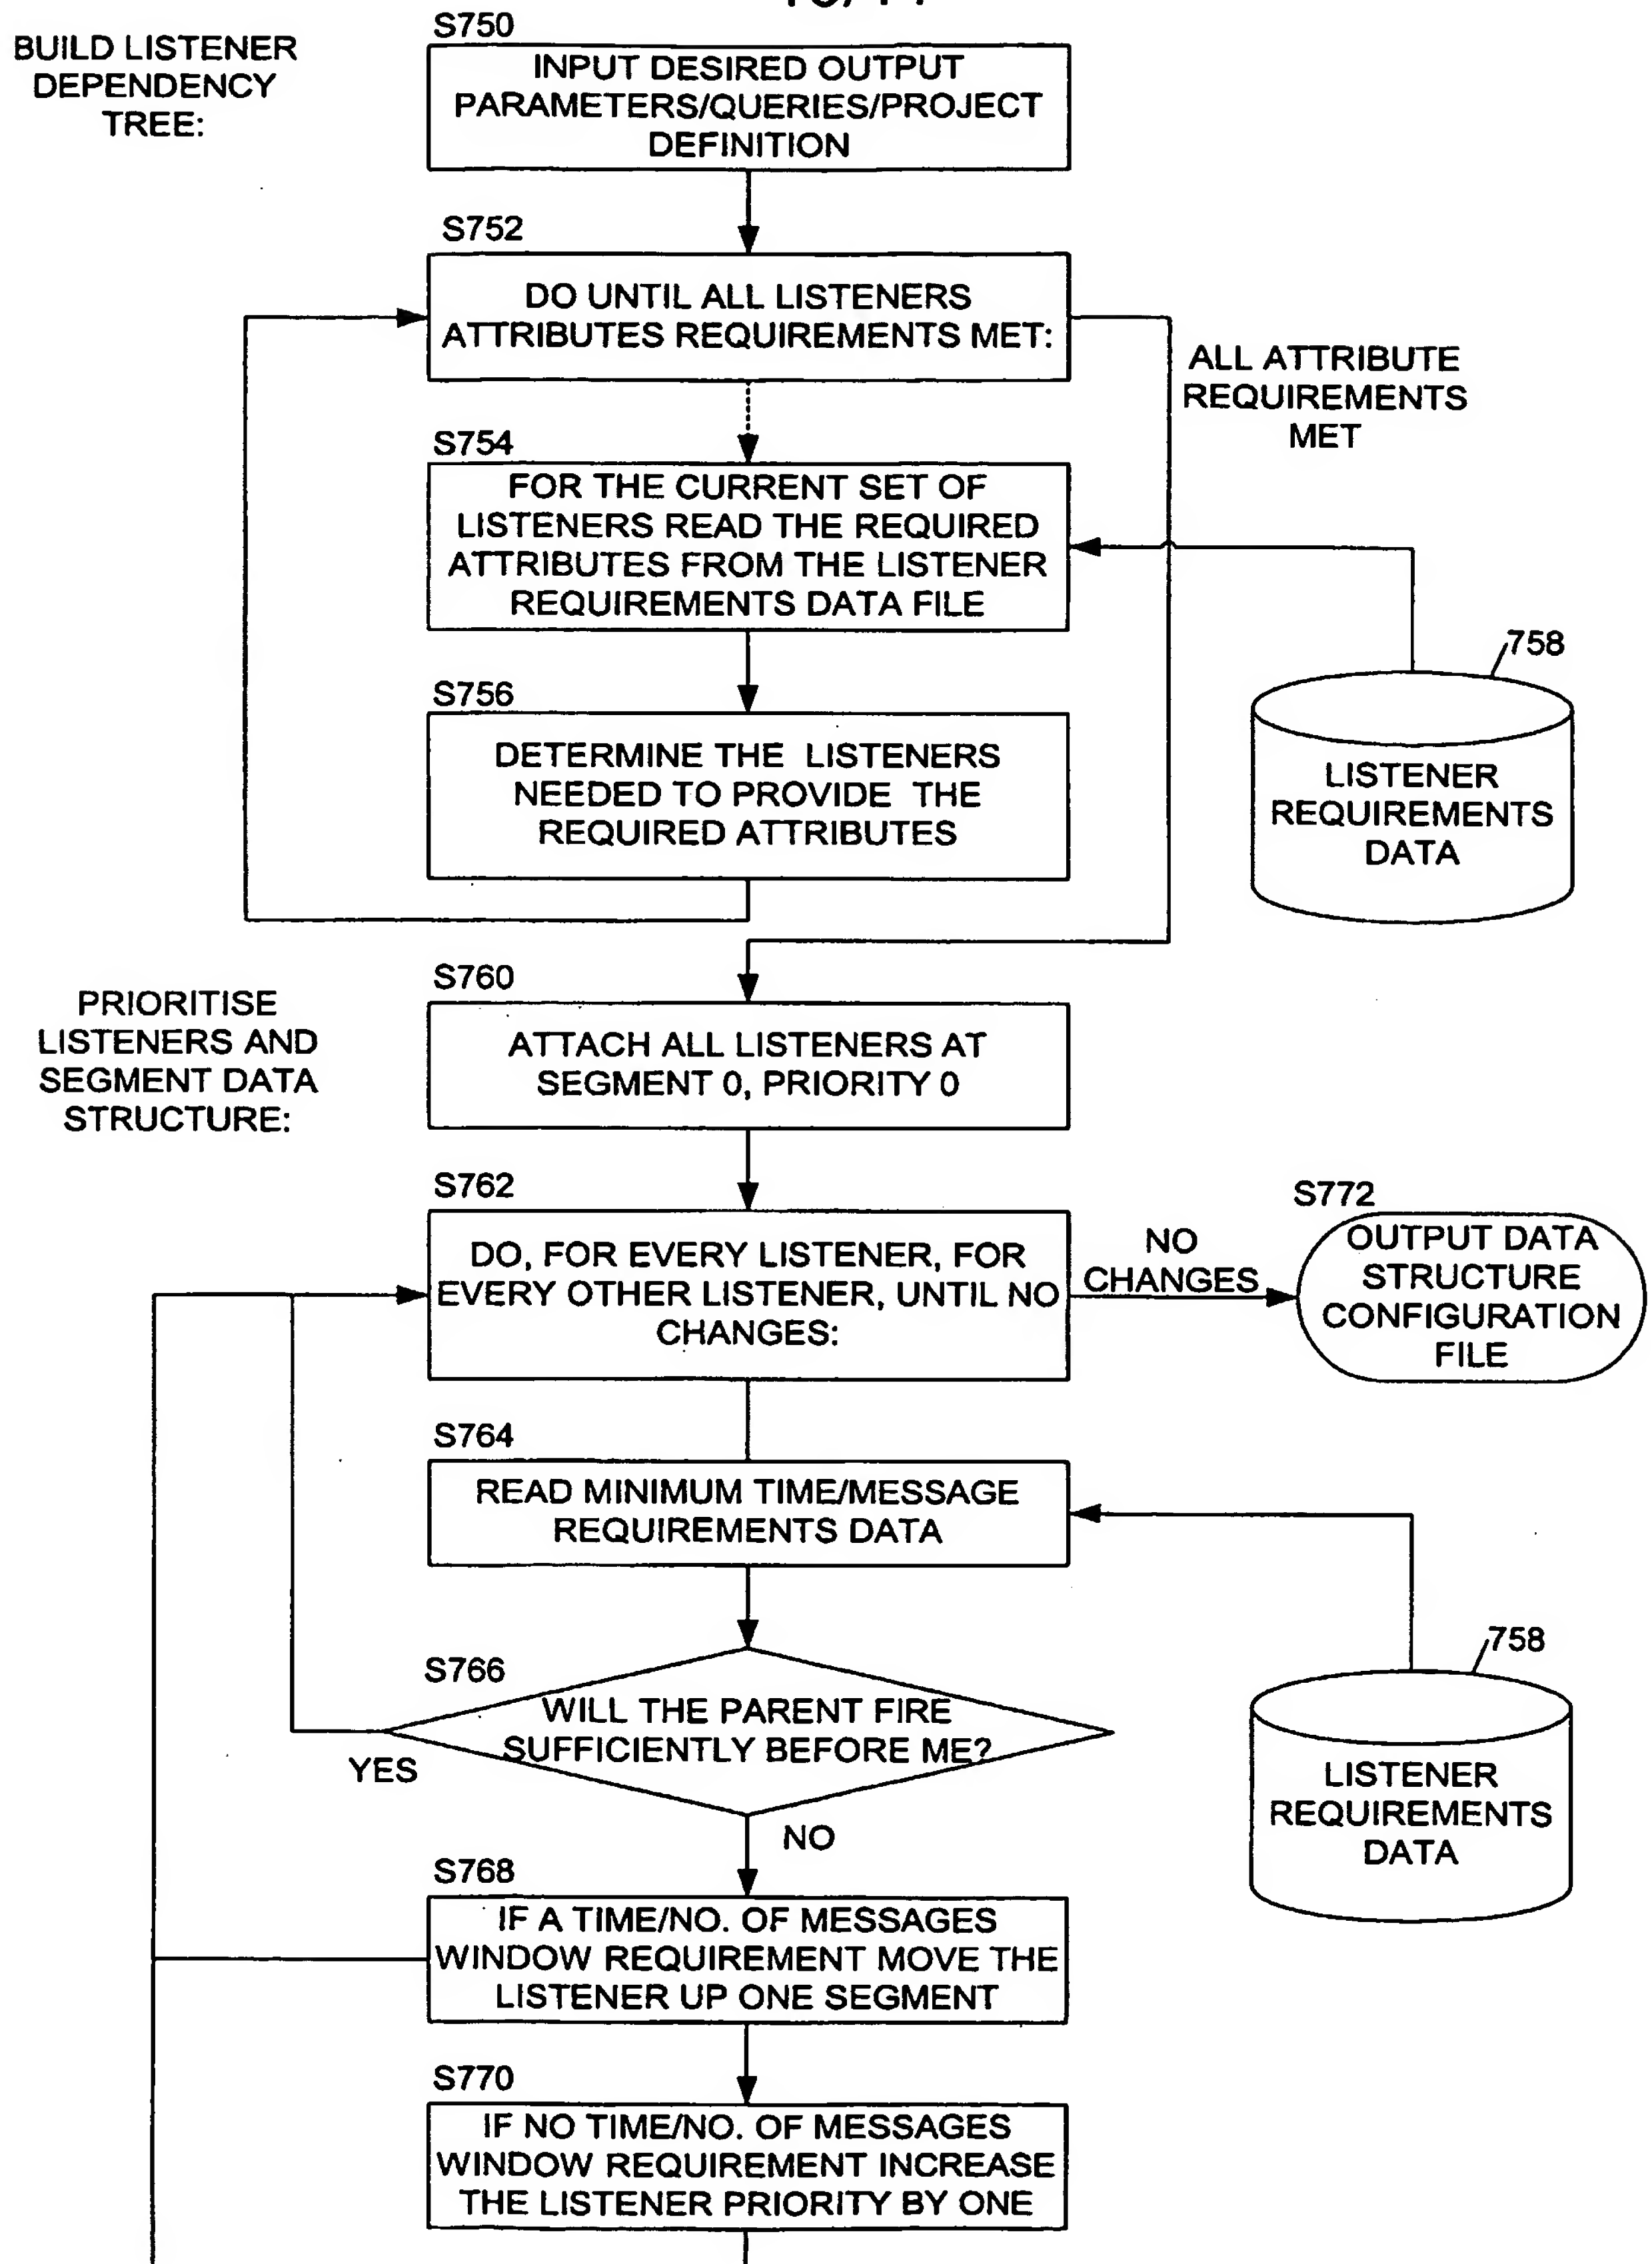 S750
BUILD LISTENER
DEPENDENCY
TREE:
INPUT DESIRED OUTPUT
PARAMETERS/QUERIES/PROJECT
DEFINITION
S752
DO UNTIL ALL LISTENERS
ATTRIBUTES REQUIREMENTS MET:
ALL ATTRIBUTE
REQUIREMENTS
MET
S754
FOR THE CURRENT SET OF
LISTENERS READ THE REQUIRED
ATTRIBUTES FROM THE LISTENER
REQUIREMENTS DATA FILE
758
LISTENER
REQUIREMENTS
DATA
S756
DETERMINE THE LISTENERS
NEEDED TO PROVIDE THE
REQUIRED ATTRIBUTES
PRIORITISE
LISTENERS AND
SEGMENT DATA
STRUCTURE:
S760
ATTACH ALL LISTENERS AT
SEGMENT 0, PRIORITY 0
S762
DO, FOR EVERY LISTENER, FOR
EVERY OTHER LISTENER, UNTIL NO
CHANGES:
NO
CHANGES
S772
OUTPUT DATA
STRUCTURE
CONFIGURATION
FILE
S764
READ MINIMUM TIME/MESSAGE
REQUIREMENTS DATA
758
LISTENER
REQUIREMENTS
DATA
S766
WILL THE PARENT FIRE
SUFFICIENTLY BEFORE ME?
YES
NO
S768
IF A TIME/NO. OF MESSAGES
WINDOW REQUIREMENT MOVE THE
LISTENER UP ONE SEGMENT
S770
IF NO TIME/NO. OF MESSAGES
WINDOW REQUIREMENT INCREASE
THE LISTENER PRIORITY BY ONE